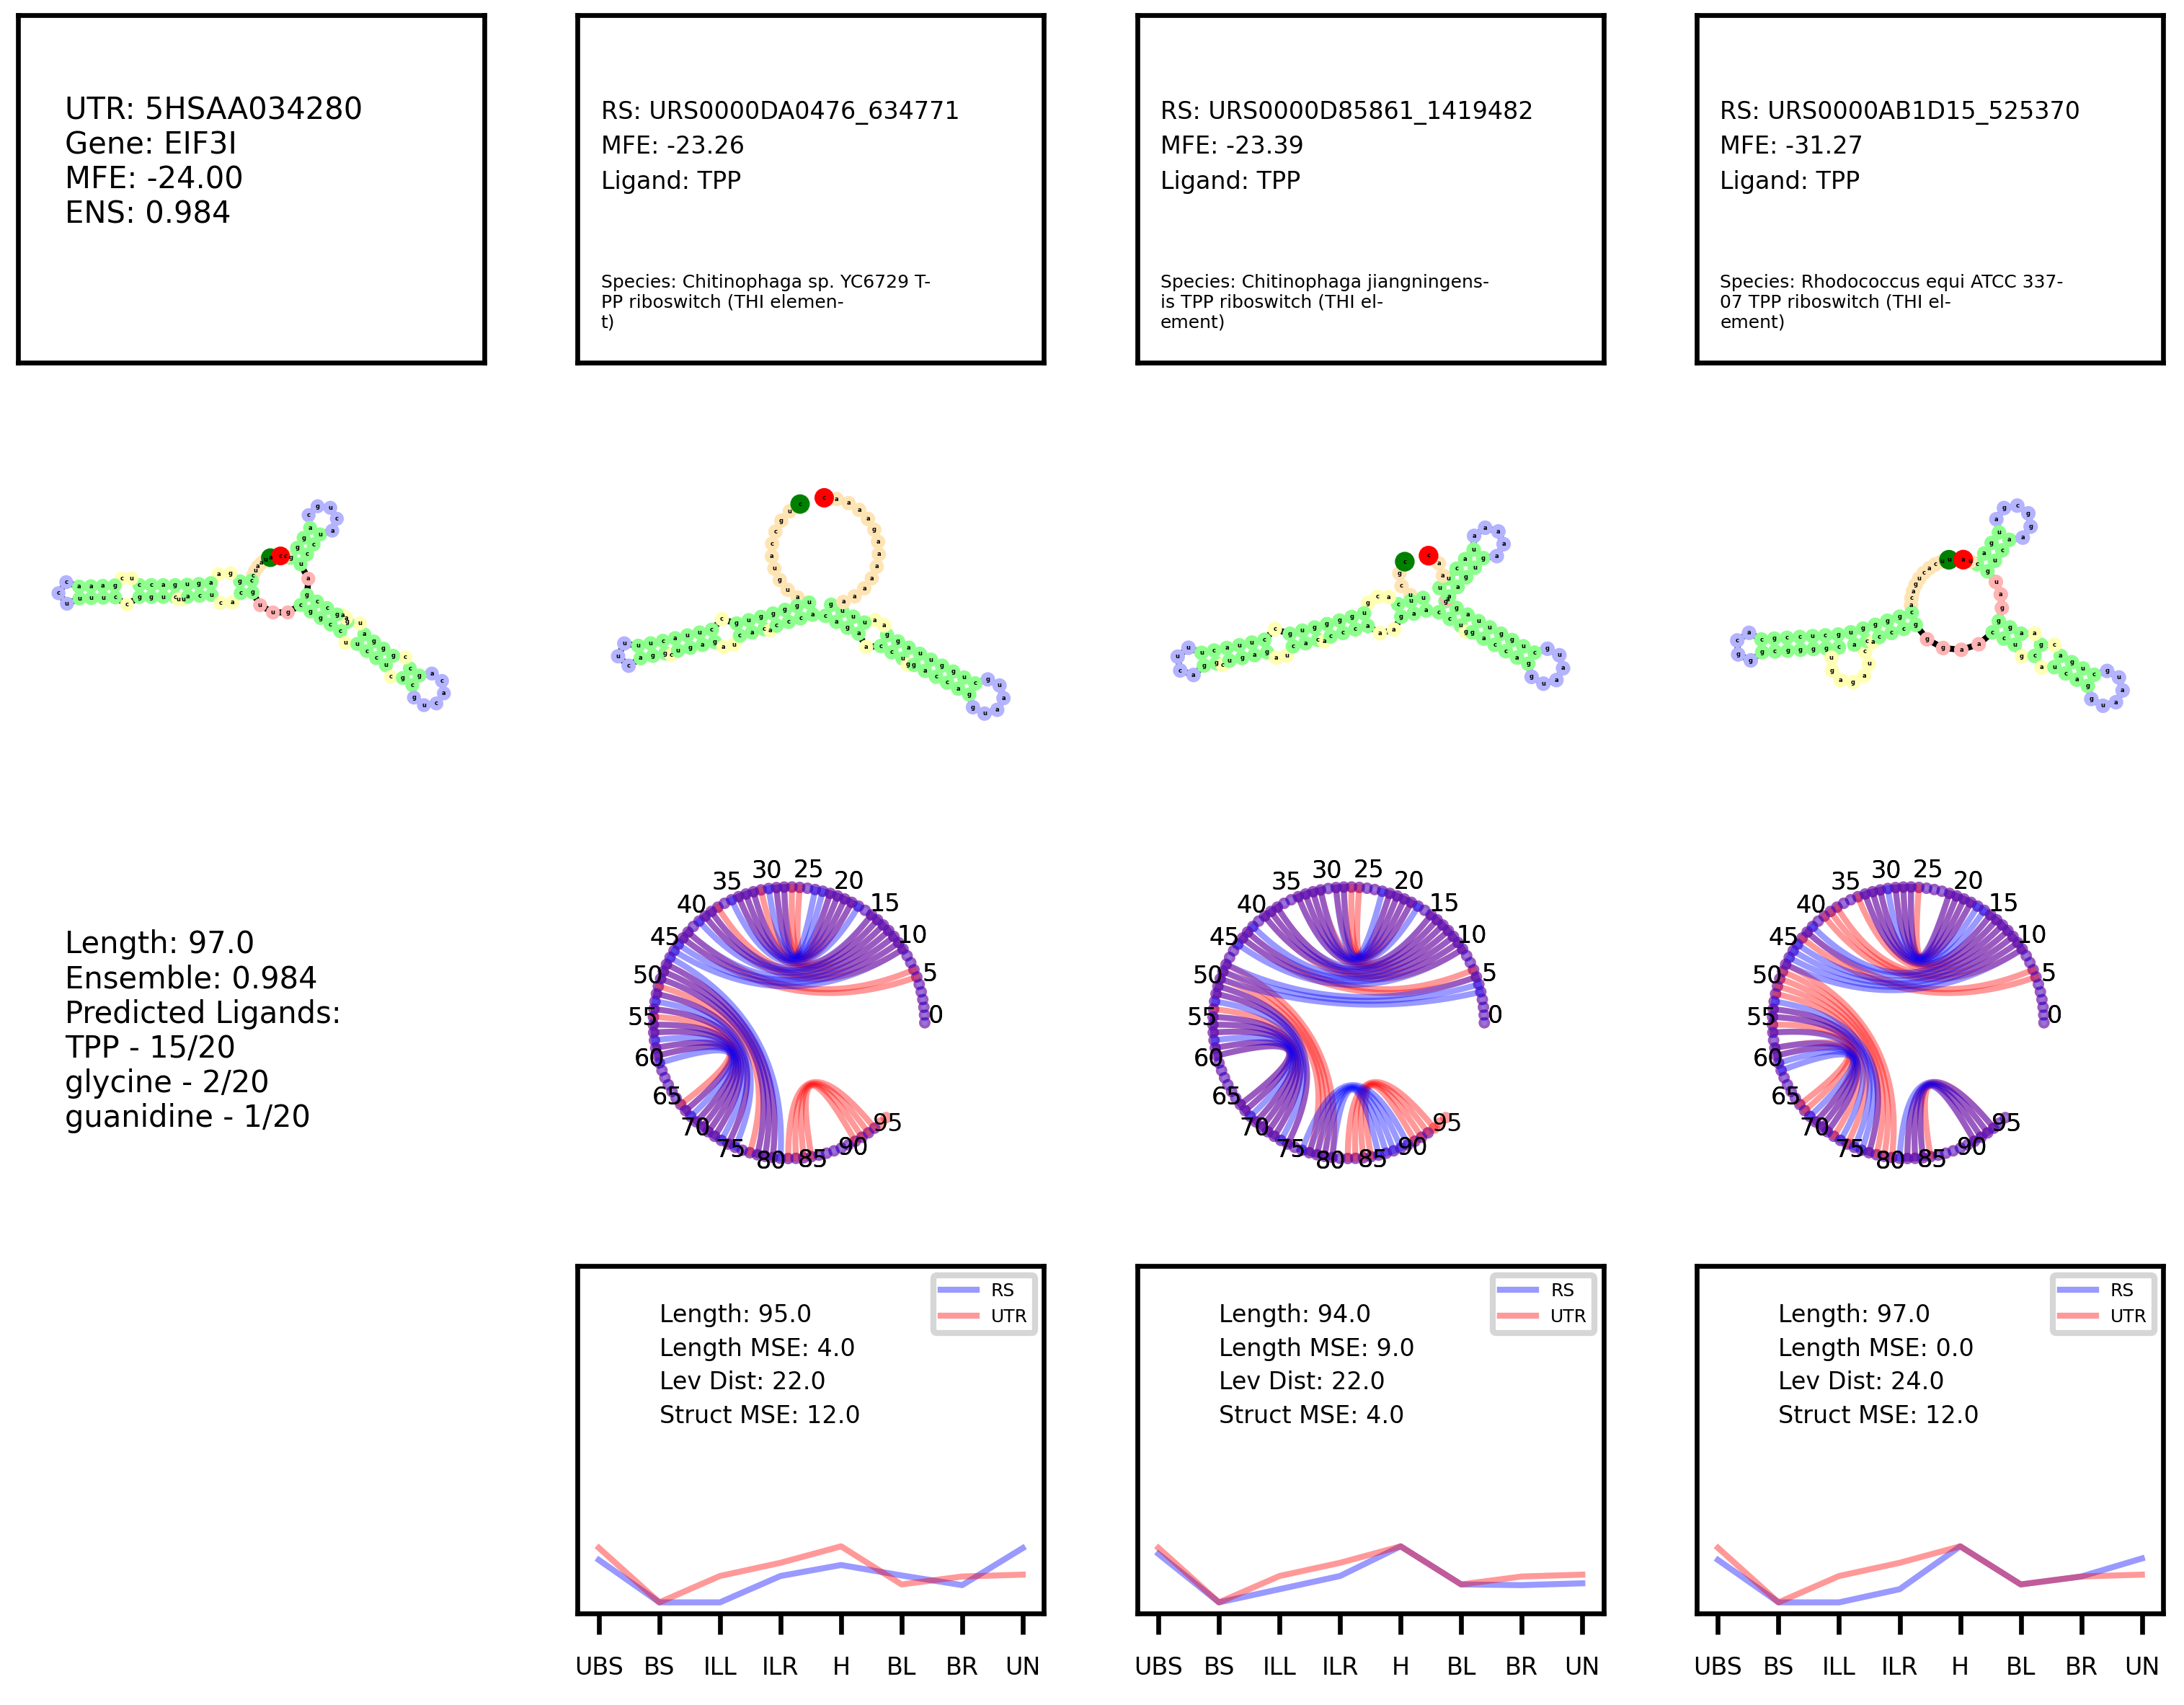 UTR: 5HSAA034280
Gene: EIF3I
MFE: -24.00
ENS: 0.984
RS: URS0000DA0476_634771
MFE: -23.26
Ligand: TPP
Species: Chitinophaga sp. YC6729 T-
PP riboswitch (THI elemen-
t)
RS: URS0000D85861_1419482
MFE: -23.39
Ligand: TPP
Species: Chitinophaga jiangningens-
is TPP riboswitch (THI el-
ement)
RS: URS0000AB1D15_525370
MFE: -31.27
Ligand: TPP
Species: Rhodococcus equi ATCC 337-
07 TPP riboswitch (THI el-
ement)
Length: 97.0
Ensemble: 0.984
Predicted Ligands:
TPP - 15/20
glycine - 2/20
guanidine - 1/20
0 5 10 15 20 25 30 35 40 45 50 55 60 65 70 75 80 85 90 95
0 5 10 15 20 25 30 35 40 45 50 55 60 65 70 75 80 85 90 95
0 5 10 15 20 25 30 35 40 45 50 55 60 65 70 75 80 85 90 95
RS
UTR
Length: 95.0
Length MSE: 4.0
Lev Dist: 22.0
Struct MSE: 12.0
UBS BS ILL ILR H BL BR UN
RS
UTR
Length: 94.0
Length MSE: 9.0
Lev Dist: 22.0
Struct MSE: 4.0
UBS BS ILL ILR H BL BR UN
RS
UTR
Length: 97.0
Length MSE: 0.0
Lev Dist: 24.0
Struct MSE: 12.0
UBS BS ILL ILR H BL BR UN